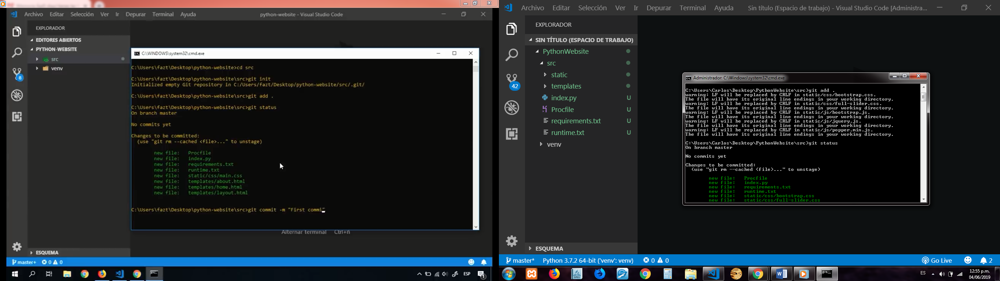 Archivo Editar Selección Ver Ir Depurar Terminal Ayuda
python-website - Visual Studio Code
EXPLORADOR
EDITORES ABIERTOS
PYTHON-WEBSITE
src
venv
8
C:\WINDOWS\system32\cmd.exe
C:\Users\fazt\Desktop\python-website>cd src
C:\Users\fazt\Desktop\python-website\src>git init
Initialized empty Git repository in C:/Users/fazt/Desktop/python-website/src/.git/
C:\Users\fazt\Desktop\python-website\src>git add .
C:\Users\fazt\Desktop\python-website\src>git status
On branch master
No commits yet
Changes to be committed:
(use "git rm --cached <file>..." to unstage)
new file: Procfile
new file: index.py
new file: requirements.txt
new file: runtime.txt
new file: static/css/main.css
new file: templates/about.html
new file: templates/home.html
new file: templates/layout.html
C:\Users\fazt\Desktop\python-website\src>git commit -m "First commi"
Alternar terminal Ctrl+ñ
ESQUEMA
master+ 0 0
ESP 1
Archivo Editar Selección Ver Ir Depurar Terminal Ayuda
Sin título (Espacio de trabajo) - Visual Studio Code [Administra...
EXPLORADOR
SIN TÍTULO (ESPACIO DE TRABAJO)
PythonWebsite
src
static
templates
index.py U
Procfile U
requirements.txt U
runtime.txt U
venv
42
Administrador: C:\Windows\system32\cmd.exe
C:\Users\Carlos\Desktop\PythonWebsite\src>git add .
warning: LF will be replaced by CRLF in static/css/bootstrap.css.
The file will have its original line endings in your working directory.
warning: LF will be replaced by CRLF in static/css/full-slider.css.
The file will have its original line endings in your working directory.
warning: LF will be replaced by CRLF in static/js/bootstrap.js.
The file will have its original line endings in your working directory.
warning: LF will be replaced by CRLF in static/js/jquery.js.
The file will have its original line endings in your working directory.
warning: LF will be replaced by CRLF in static/js/popper.min.js.
The file will have its original line endings in your working directory.
C:\Users\Carlos\Desktop\PythonWebsite\src>git status
On branch master
No commits yet
Changes to be committed:
(use "git rm --cached <file>..." to unstage)
new file: Procfile
new file: index.py
new file: requirements.txt
new file: runtime.txt
new file: static/css/bootstrap.css
new file: static/css/full-slider.css
ESQUEMA
master* Python 3.7.2 64-bit ('venv': venv) 0 0
Go Live 2
ES
12:55 p.m.
04/06/2019